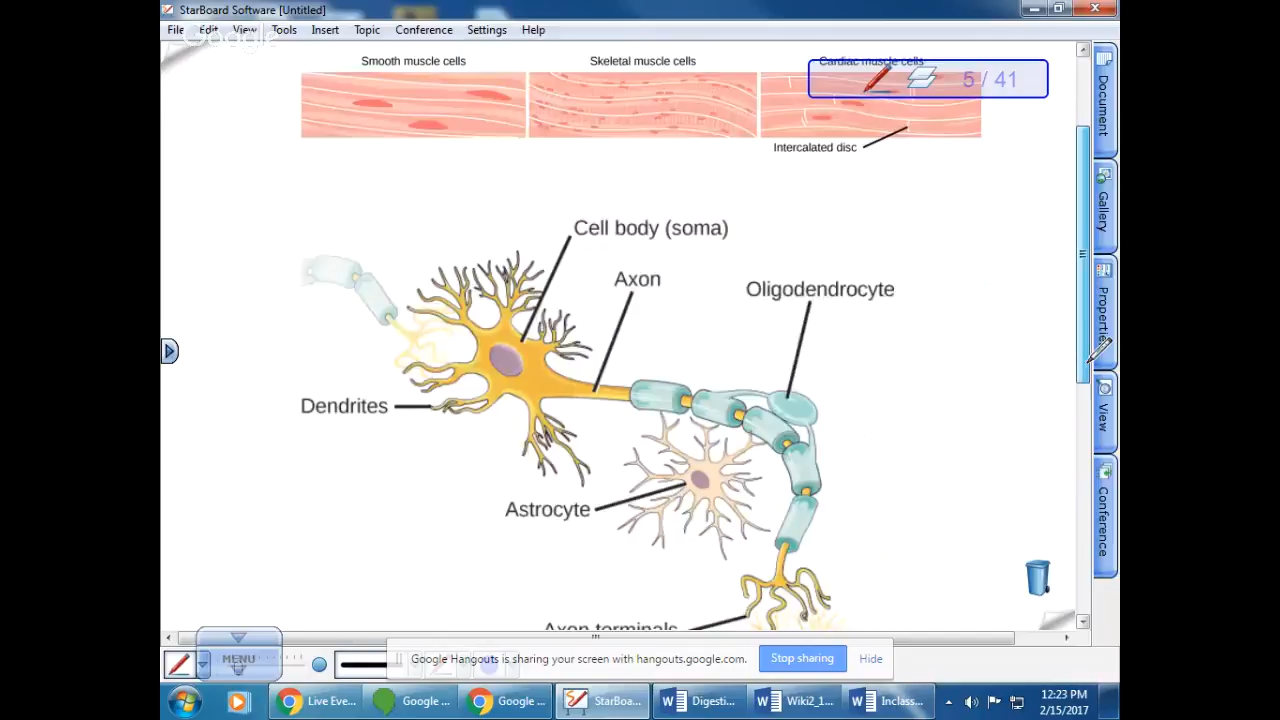 StarBoard Software [Untitled]
File Edit View Tools Insert Topic Conference Settings Help
Google
Smooth muscle cells
Skeletal muscle cells
Cardiac muscle cells
5 / 41
Intercalated disc
Cell body (soma)
Axon
Oligodendrocyte
Dendrites
Astrocyte
Axon terminals
Document
Gallery
Properties
View
Conference
MENU
Google Hangouts is sharing your screen with hangouts.google.com.
Stop sharing
Hide
Live Eve...
Google ...
Google ...
StarBoa...
Digesti...
Wiki2_1...
Inclass...
12:23 PM
2/15/2017